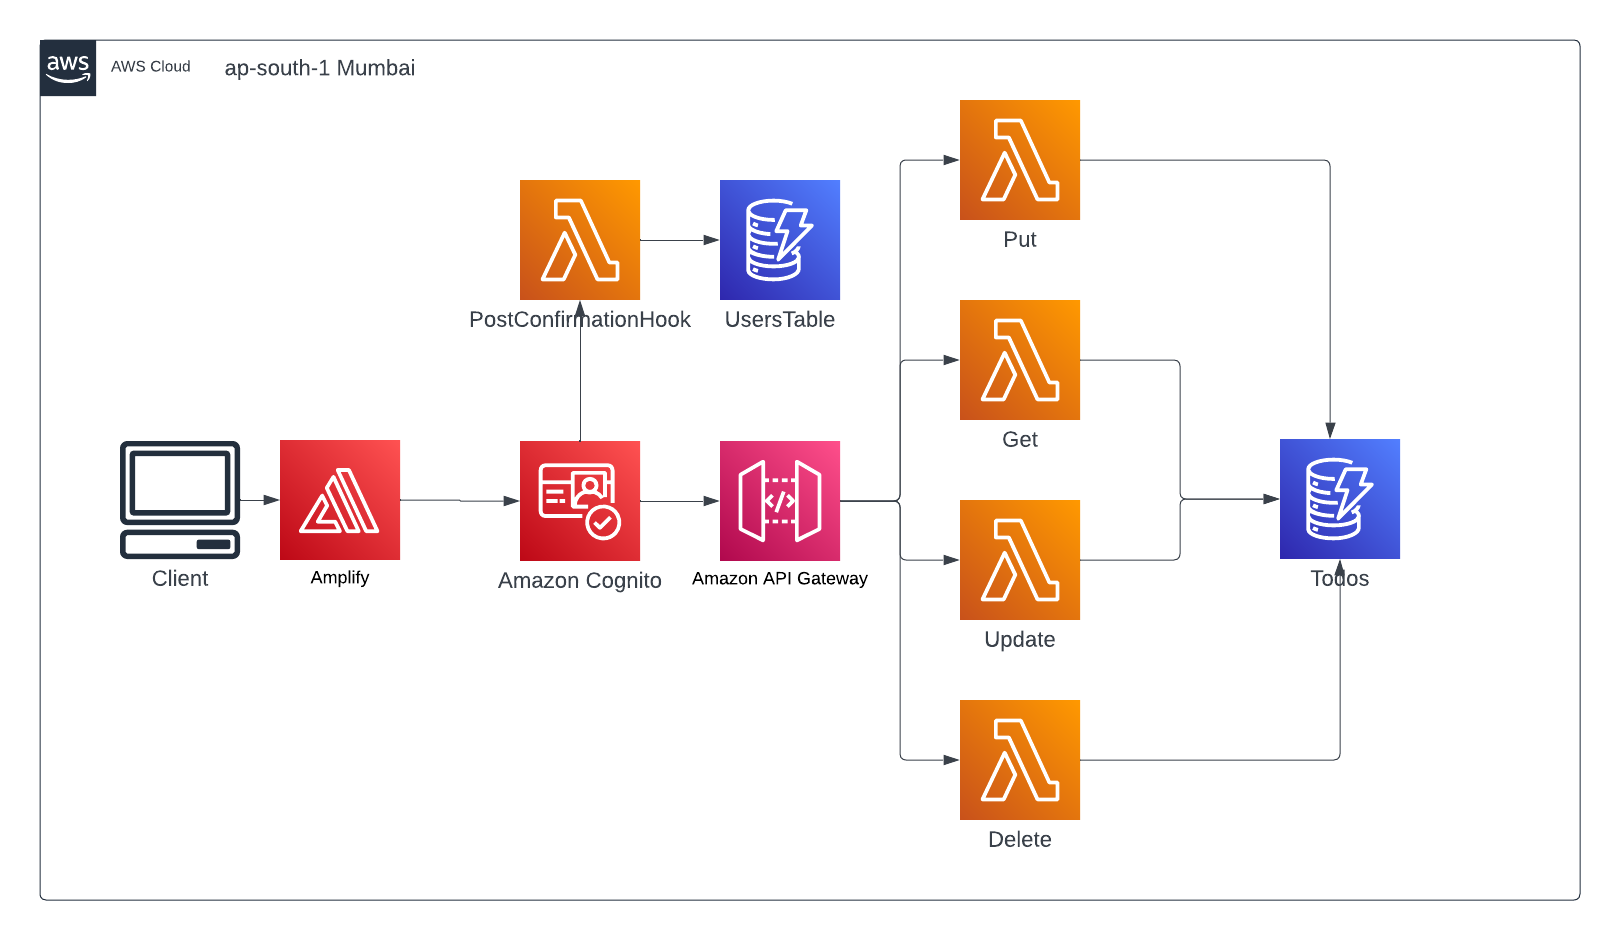 aws
AWS Cloud
ap-south-1 Mumbai
Put
PostConfirmationHook
UsersTable
Get
Client
Amplify
Amazon Cognito
Amazon API Gateway
</>
Todos
Update
Delete